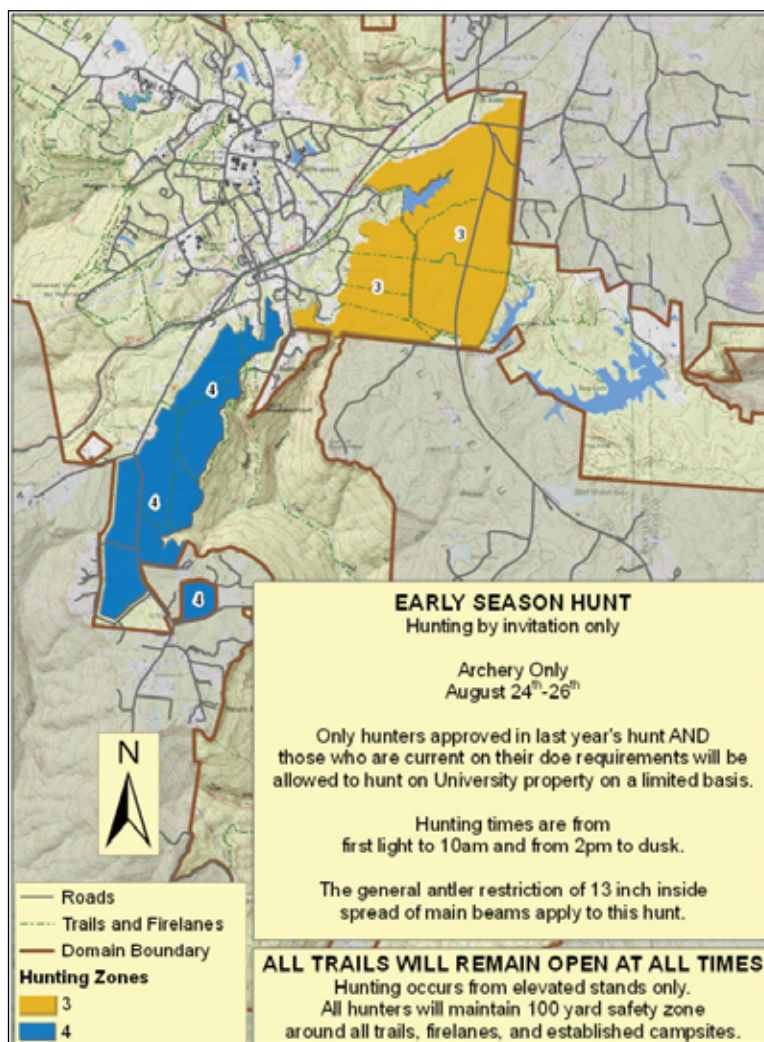 3
3
4
4
4
EARLY SEASON HUNT
Hunting by invitation only
Archery Only
August 24th-26th
Only hunters approved in last year's hunt AND
those who are current on their doe requirements will be
allowed to hunt on University property on a limited basis.
Hunting times are from
first light to 10am and from 2pm to dusk.
The general antler restriction of 13 inch inside
spread of main beams apply to this hunt.
N
Roads
Trails and Firelanes
Domain Boundary
Hunting Zones
3
4
ALL TRAILS WILL REMAIN OPEN AT ALL TIMES
Hunting occurs from elevated stands only.
All hunters will maintain 100 yard safety zone
around all trails, firelanes, and established campsites.